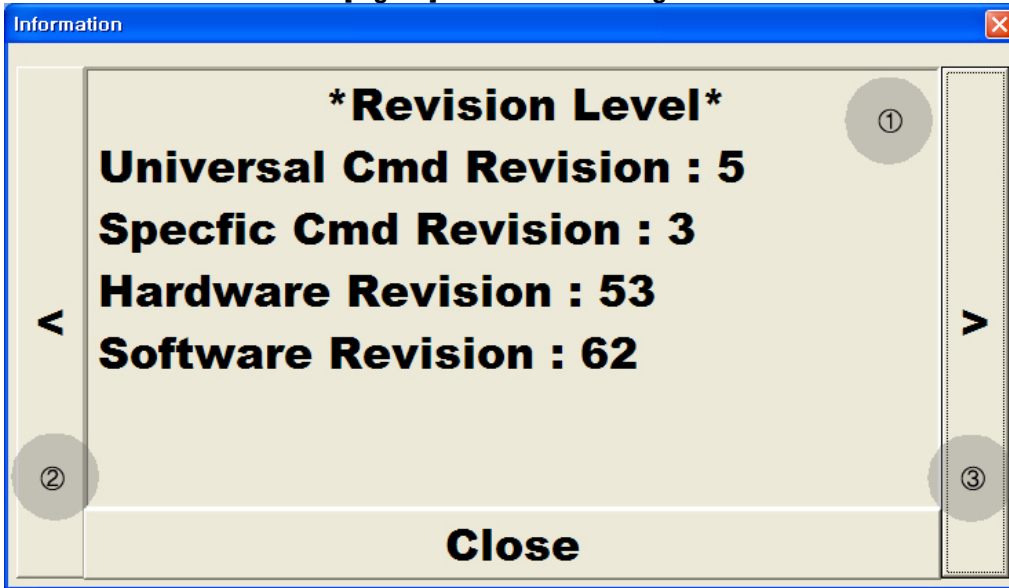 Information
*Revision Level*
①
Universal Cmd Revision : 5
Specfic Cmd Revision : 3
Hardware Revision : 53
<
>
Software Revision : 62
②
③
Close